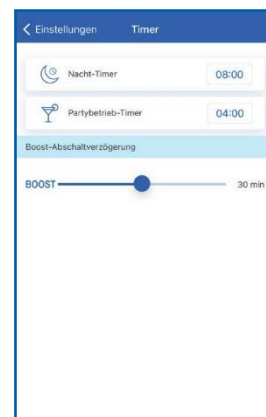 Einstellungen Timer
Nacht-Timer 08:00
Partybetrieb-Timer 04:00
Boost-Abschaltverzögerung
BOOST 30 min